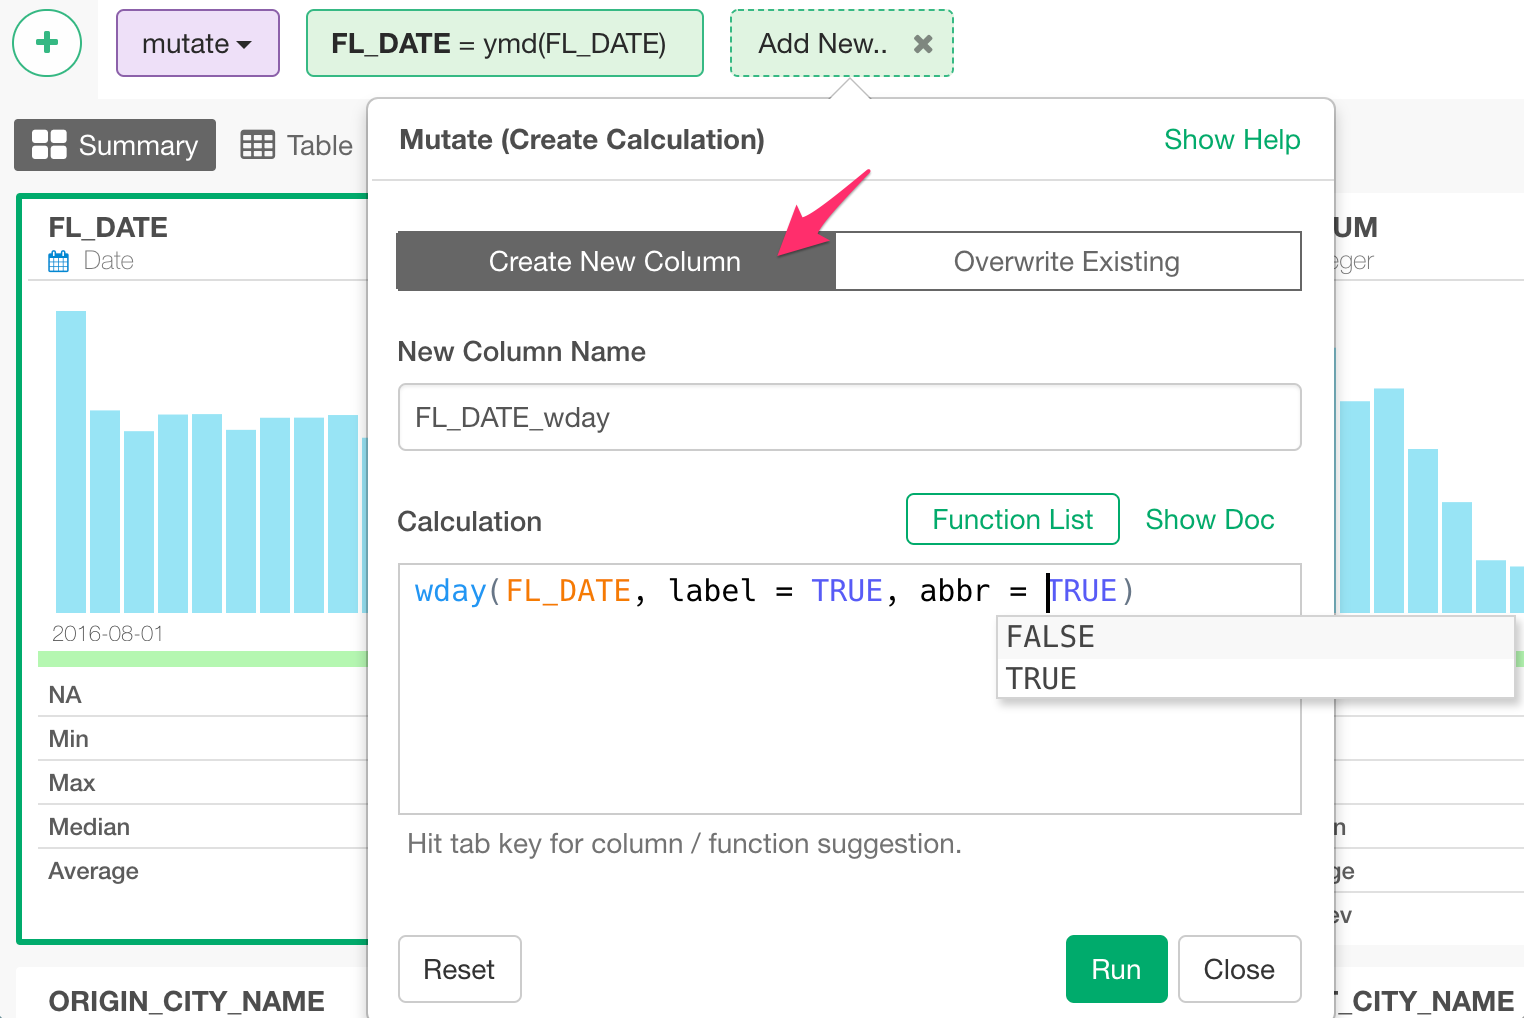 mutate
FL_DATE = ymd(FL_DATE)
Add New..
Summary
Table
Mutate (Create Calculation)
Show Help
FL_DATE
Date
Create New Column
Overwrite Existing
UM
eger
New Column Name
FL_DATE_wday
Calculation
Function List
Show Doc
wday(FL_DATE, label = TRUE, abbr = TRUE)
FALSE
TRUE
2016-08-01
NA
Min
Max
Median
n
Average
ge
ev
Hit tab key for column / function suggestion.
Reset
Run
Close
ORIGIN_CITY_NAME
_CITY_NAME